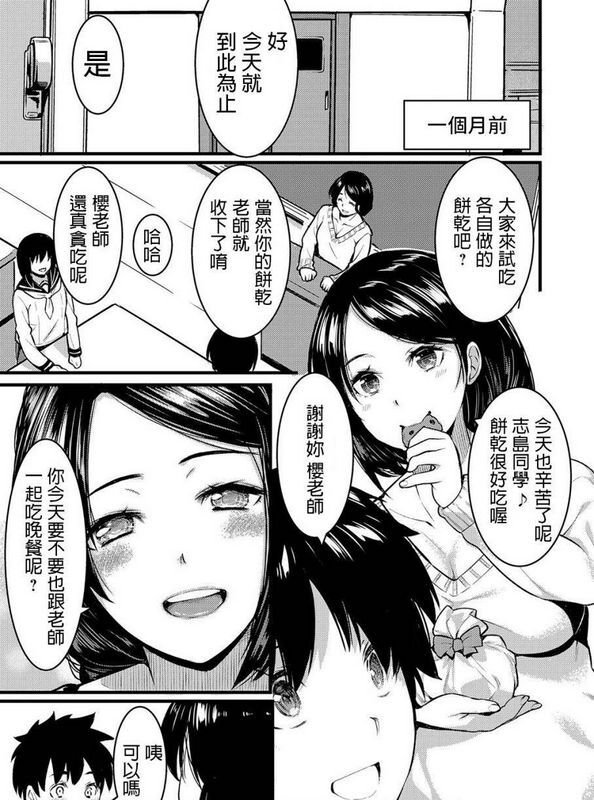 一個月前
好
今天就
到此為止
是
大家來試吃
各自做的
餅乾吧?
當然你的餅乾
老師就
收下了唷
哈哈
櫻老師
還真貪吃呢
今天也辛苦了呢
志島同學♪
餅乾很好吃喔
謝謝妳 櫻老師
你今天要不要也跟老師
一起吃晚餐呢?
咦
可以嗎